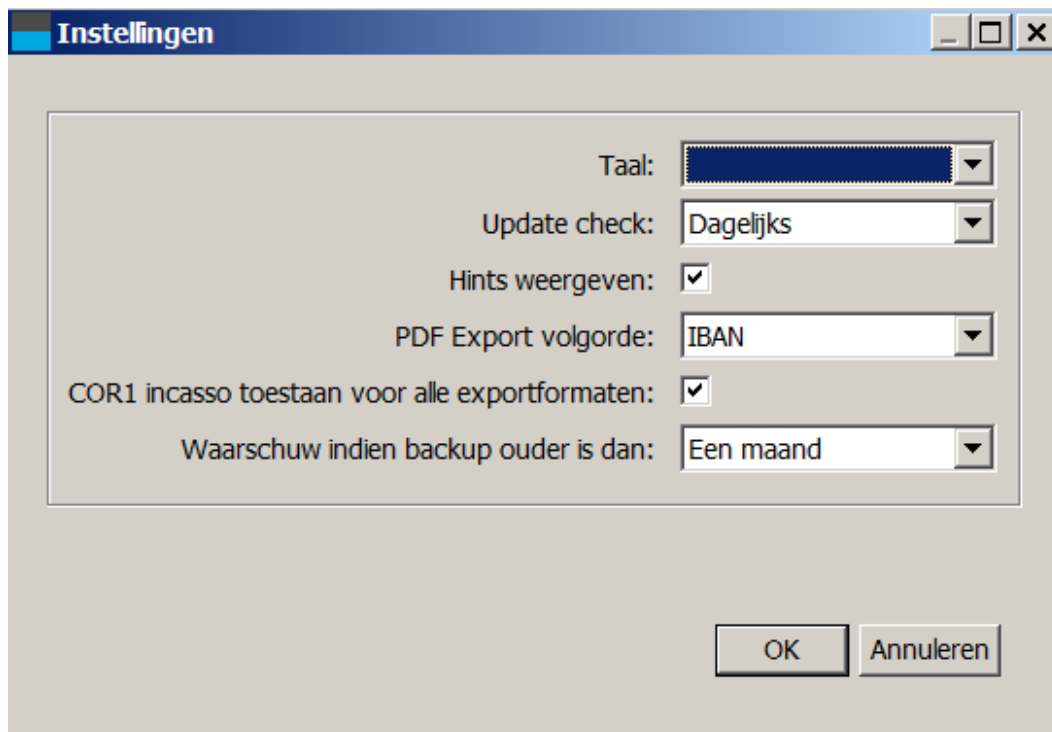 Instellingen
Taal:
Update check: Dagelijks
Hints weergeven:
PDF Export volgorde: IBAN
COR1 incasso toestaan voor alle exportformaten:
Waarschuw indien backup ouder is dan: Een maand
OK Annuleren